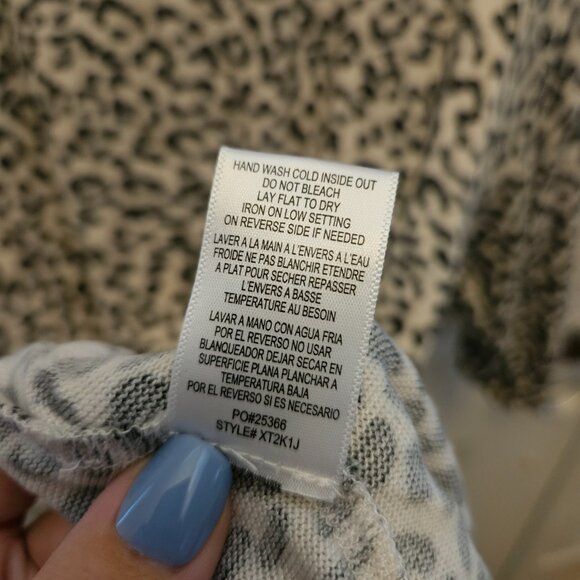 HAND WASH COLD INSIDE OUT
DO NOT BLEACH
LAY FLAT TO DRY
IRON ON LOW SETTING
ON REVERSE SIDE IF NEEDED
LAVER A LA MAIN A L'ENVERS A L'EAU
FROIDE NE PAS BLANCHIR ETENDRE
A PLAT POUR SECHER REPASSER
L'ENVERS A BASSE
TEMPERATURE AU BESOIN
LAVAR A MANO CON AGUA FRIA
POR EL REVERSO NO USAR
BLANQUEADOR DEJAR SECAR EN
SUPERFICIE PLANA PLANCHAR A
TEMPERATURA BAJA
POR EL REVERSO SI ES NECESARIO
PO#25366
STYLE# XT2K1J